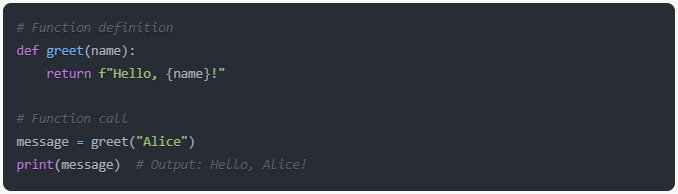 # Function definition
def greet(name):
    return f"Hello, {name}!"

# Function call
message = greet("Alice")
print(message)  # Output: Hello, Alice!